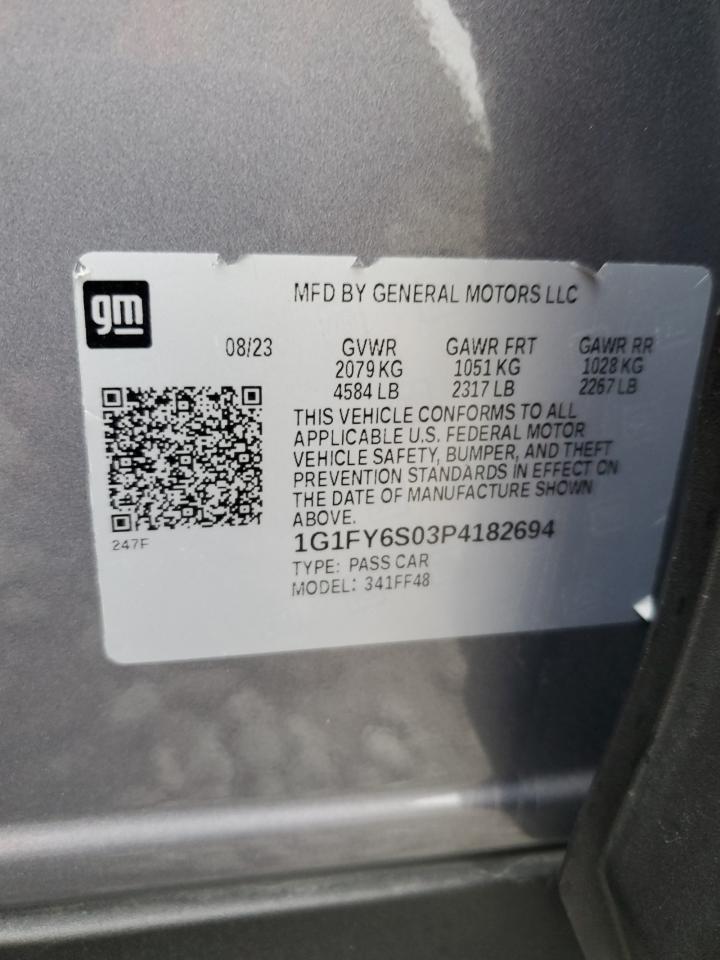 gm
MFD BY GENERAL MOTORS LLC
08/23 GVWR GAWR FRT GAWR RR
2079 KG 1051 KG 1028 KG
4584 LB 2317 LB 2267 LB
THIS VEHICLE CONFORMS TO ALL
APPLICABLE U.S. FEDERAL MOTOR
VEHICLE SAFETY, BUMPER, AND THEFT
PREVENTION STANDARDS IN EFFECT ON
THE DATE OF MANUFACTURE SHOWN
ABOVE.
247F
1G1FY6S03P4182694
TYPE: PASS CAR
MODEL: 341FF48